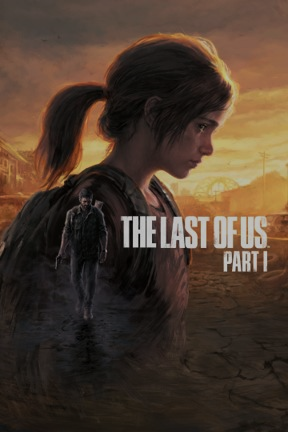 THE LAST OF US
PART I